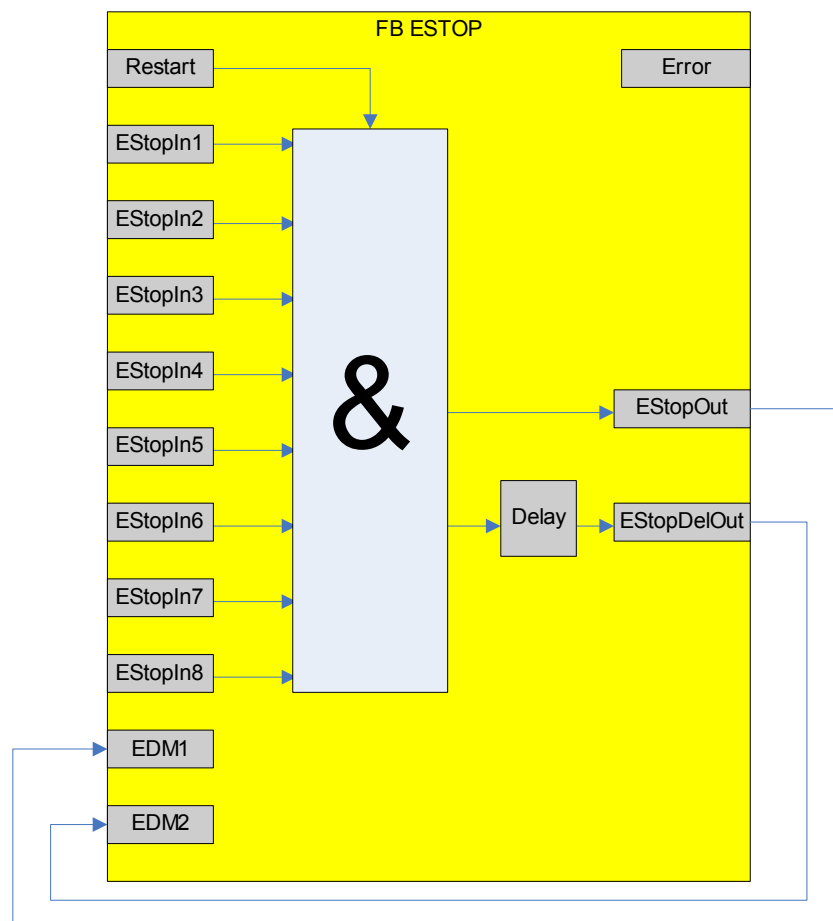 FB ESTOP
Restart
Error
EStopIn1
EStopIn2
EStopIn3
EStopIn4
EStopIn5
EStopIn6
EStopIn7
EStopIn8
&
EStopOut
Delay
EStopDelOut
EDM1
EDM2